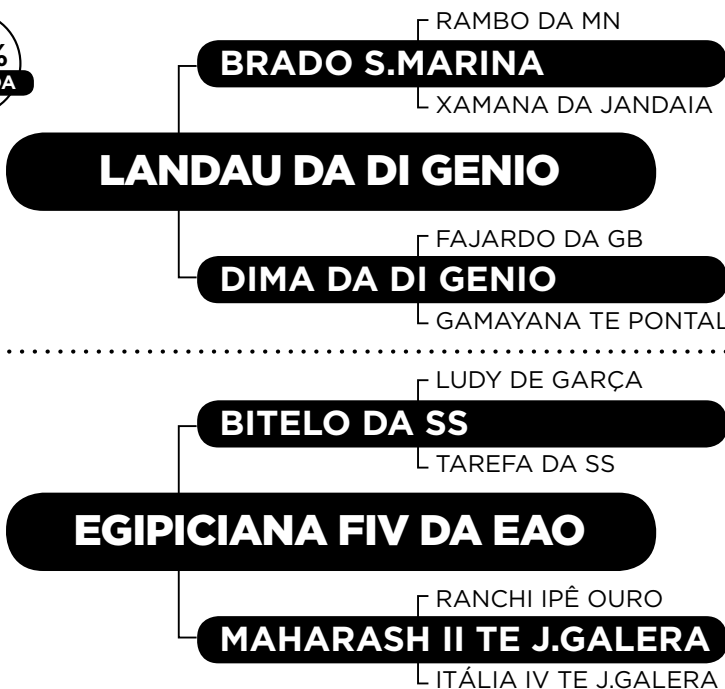 RAMBO DA MN
BRADO S.MARINA
XAMANA DA JANDAIA
LANDAU DA DI GENIO
FAJARDO DA GB
DIMA DA DI GENIO
GAMAYANA TE PONTAL
LUDY DE GARÇA
BITELO DA SS
TAREFA DA SS
EGIPICIANA FIV DA EAO
RANCHI IPÊ OURO
MAHARASH II TE J.GALERA
ITÁLIA IV TE J.GALERA